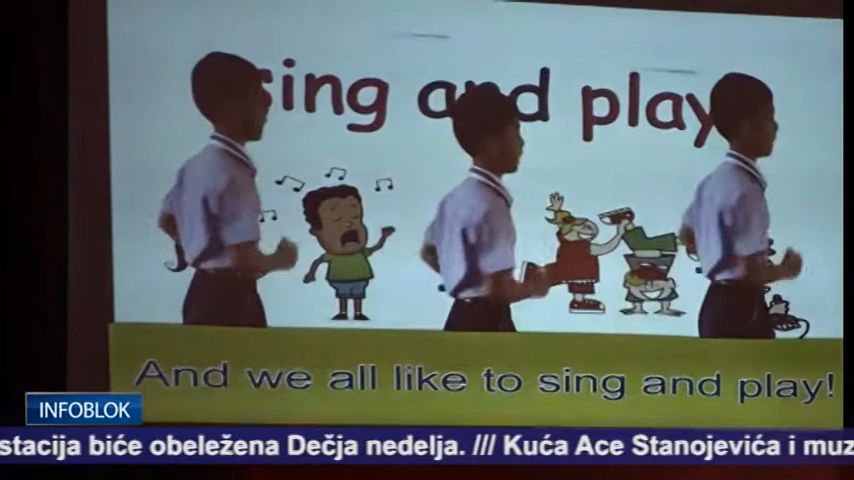 sing and play
And we all like to sing and play!
INFOBLOK
stacija biće obeležena Dečja nedelja. /// Kuća Ace Stanojevića i muz